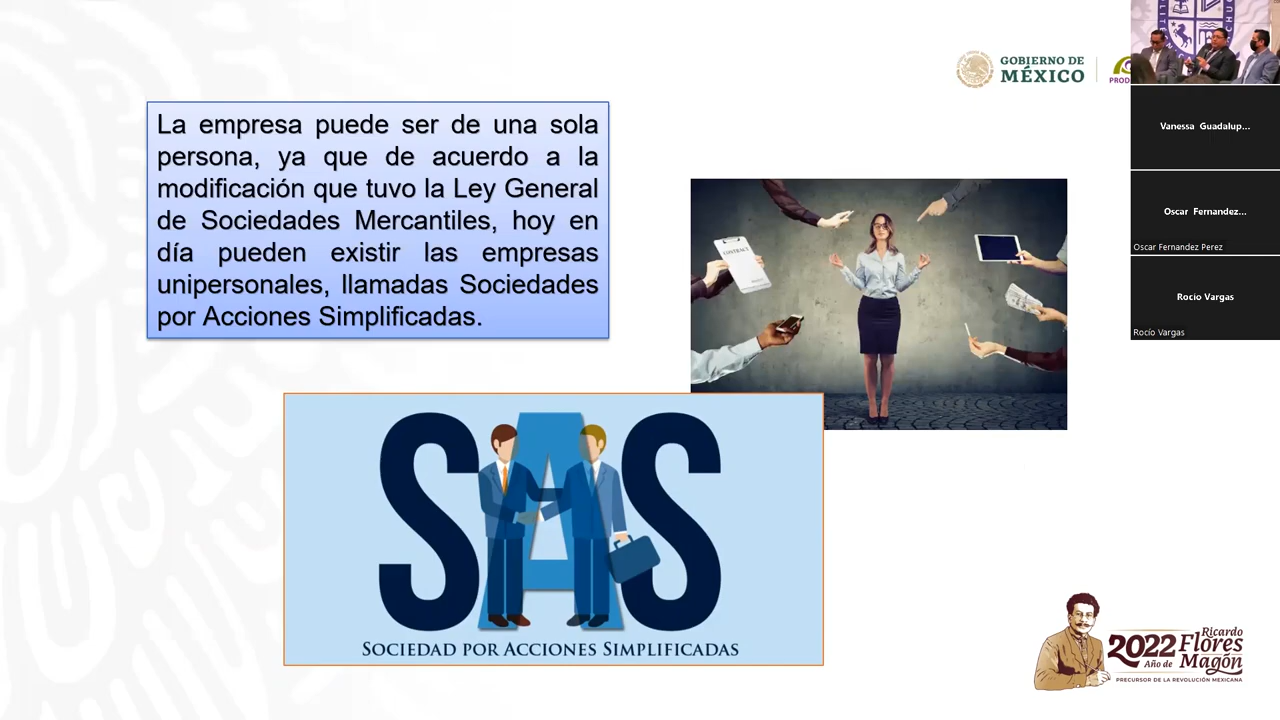 GOBIERNO DE
MÉXICO
PROD
La empresa puede ser de una sola
persona, ya que de acuerdo a la
modificación que tuvo la Ley General
de Sociedades Mercantiles, hoy en
día pueden existir las empresas
unipersonales, llamadas Sociedades
por Acciones Simplificadas.
CONTRACT
SAS
SOCIEDAD POR ACCIONES SIMPLIFICADAS
Vanessa Guadalup...
Oscar Fernandez...
Oscar Fernandez Perez
Rocío Vargas
Rocío Vargas
2022 Ricardo
Año de Flores
Magón
PRECURSOR DE LA REVOLUCIÓN MEXICANA